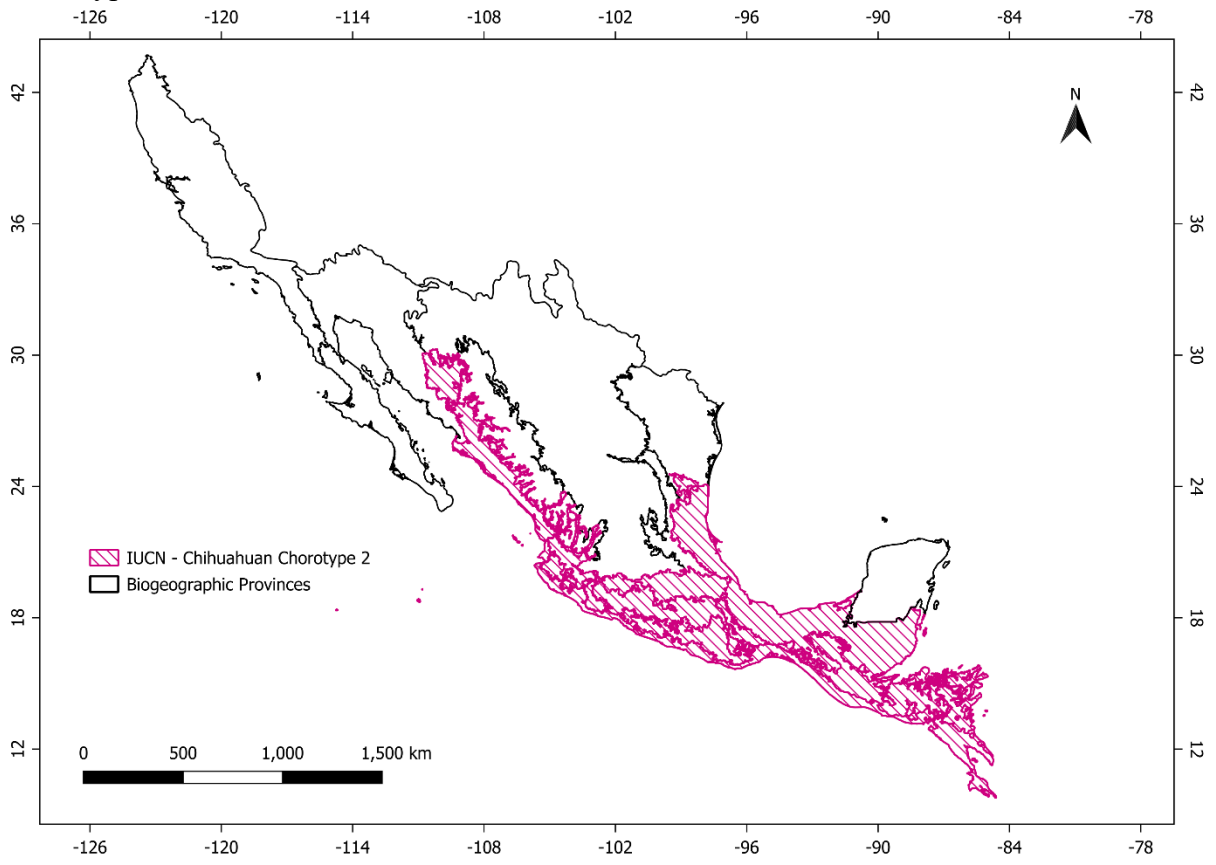 -126 -120 -114 -108 -102 -96 -90 -84 -78
42 42
N
36 36
30 30
24 24
IUCN - Chihuahuan Chorotype 2
Biogeographic Provinces
18 18
0 500 1,000 1,500 km
12 12
-126 -120 -114 -108 -102 -96 -90 -84 -78